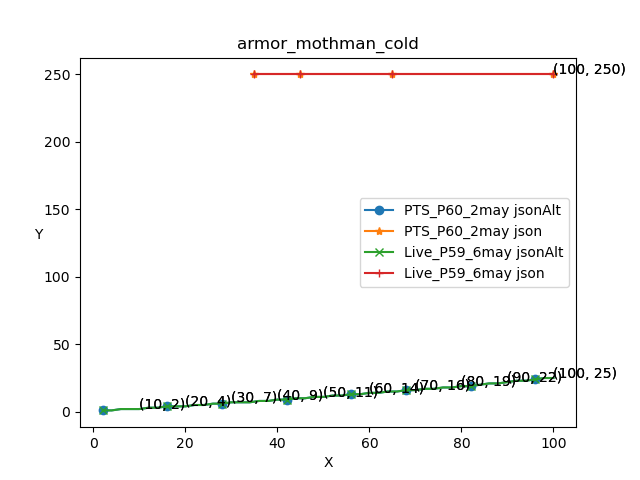 armor_mothman_cold
250
200
150
100
50
0
Y
(100, 250)
PTS_P60_2may jsonAlt
PTS_P60_2may json
Live_P59_6may jsonAlt
Live_P59_6may json
(10, 2)
(20, 4)
(30, 7)
(40, 9)
(50, 11)
(60, 14)
(70, 16)
(80, 19)
(90, 22)
(100, 25)
0 20 40 60 80 100
X